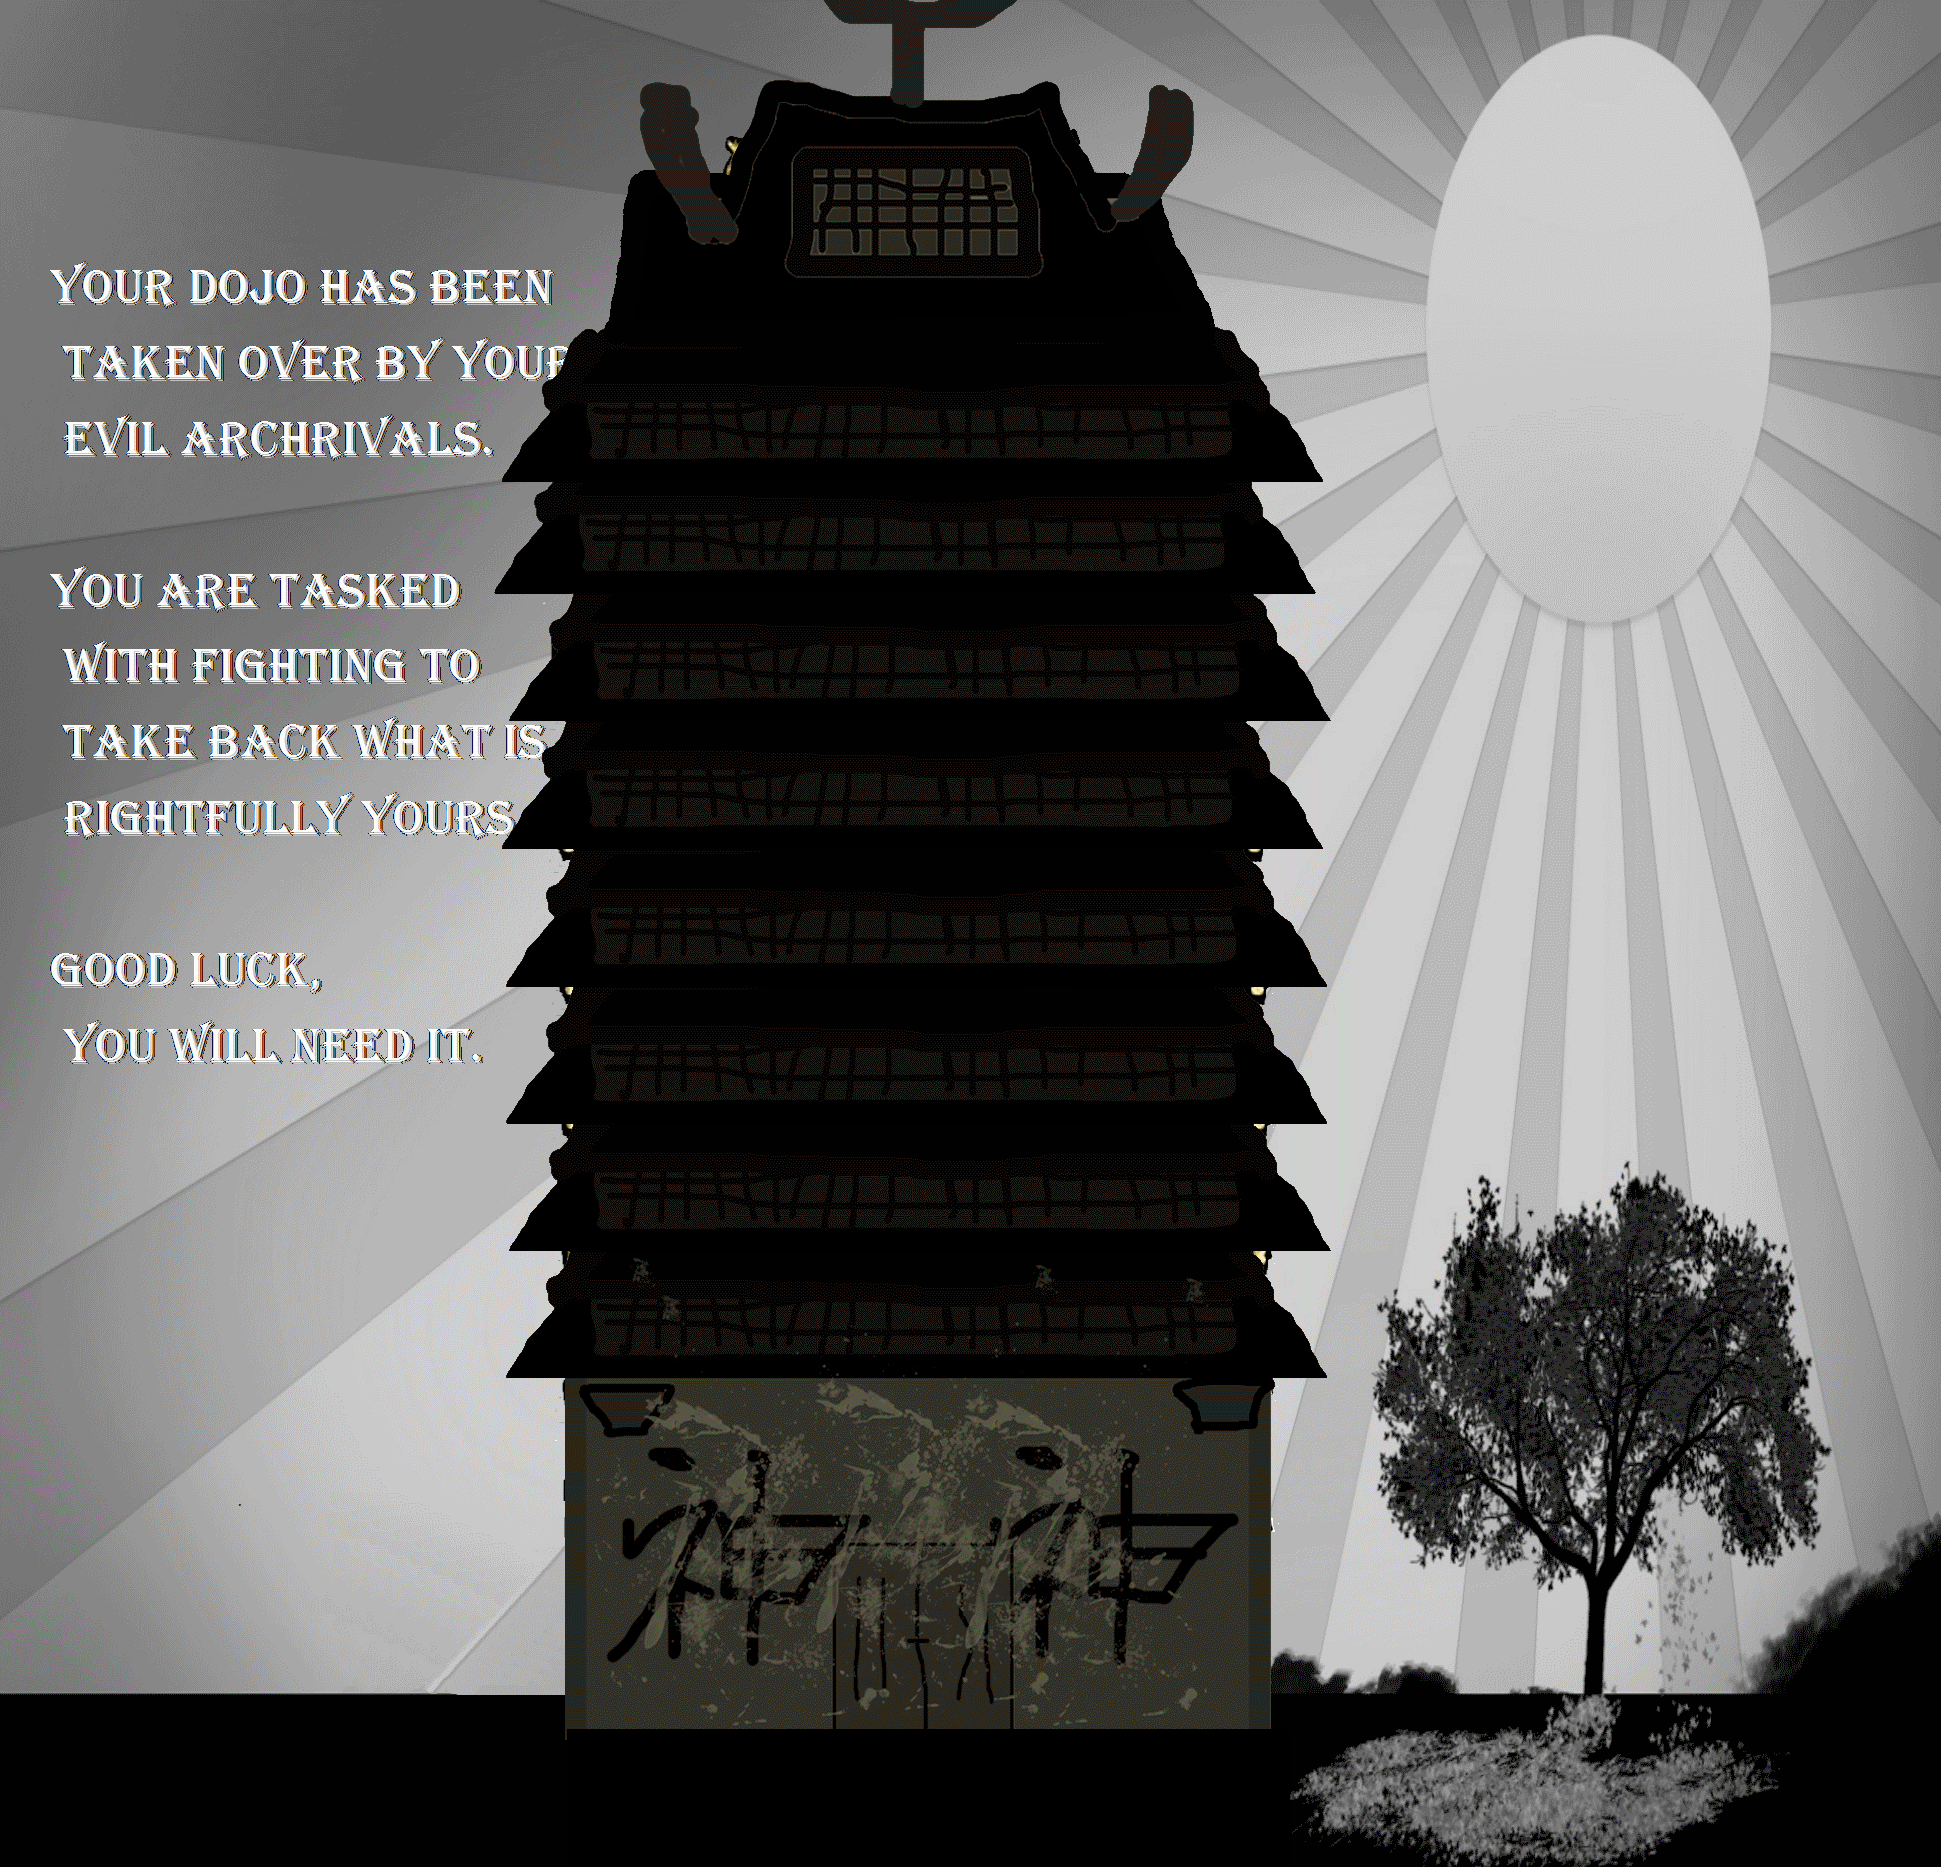 YOUR DOJO HAS BEEN
TAKEN OVER BY YOUR
EVIL ARCHRIVALS.
YOU ARE TASKED
WITH FIGHTING TO
TAKE BACK WHAT IS
RIGHTFULLY YOURS
GOOD LUCK,
YOU WILL NEED IT.